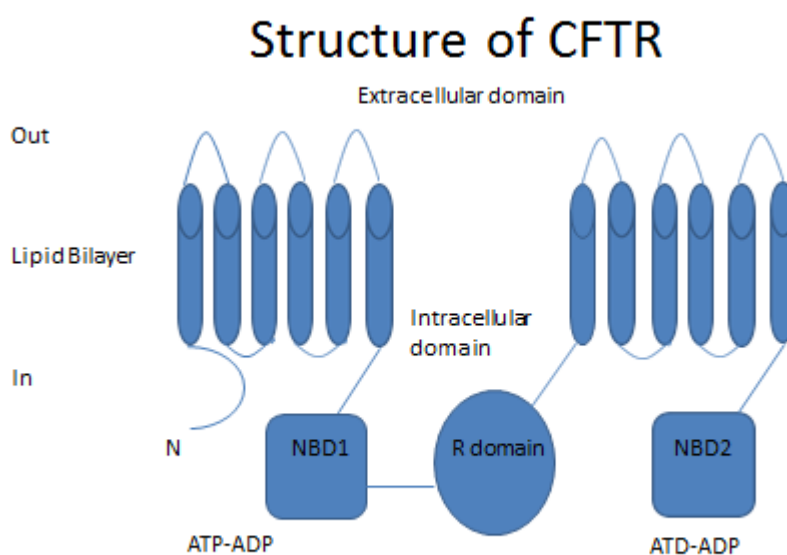 Structure of CFTR
Extracellular domain
Out
Lipid Bilayer
Intracellular
domain
In
N
NBD1
R domain
NBD2
ATP-ADP
ATD-ADP